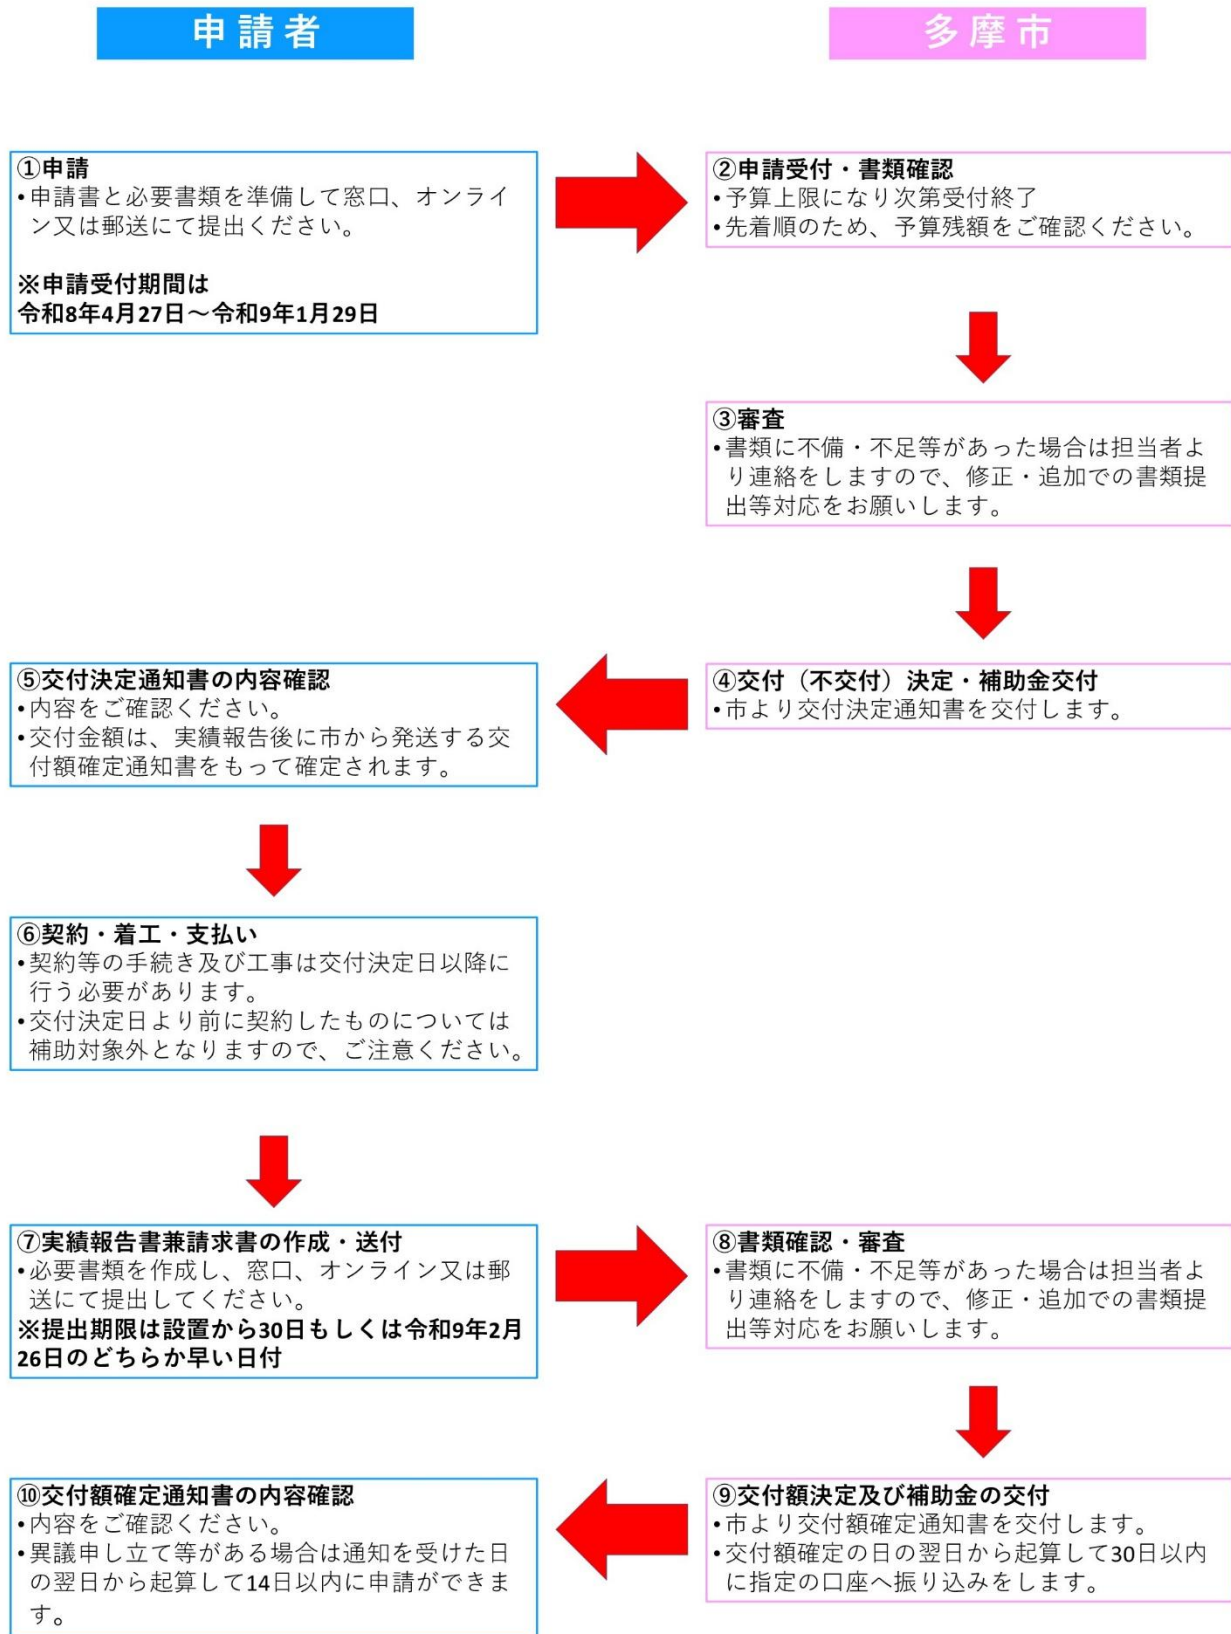 申請者
多摩市
①申請
•申請書と必要書類を準備して窓口、オンライ
ン又は郵送にて提出ください。
※申請受付期間は
令和8年4月27日～令和9年1月29日
②申請受付・書類確認
•予算上限になり次第受付終了
•先着順のため、予算残額をご確認ください。
③審査
•書類に不備・不足等があった場合は担当者よ
り連絡をしますので、修正・追加での書類提
出等対応をお願いします。
④交付（不交付）決定・補助金交付
•市より交付決定通知書を交付します。
⑤交付決定通知書の内容確認
•内容をご確認ください。
•交付金額は、実績報告後に市から発送する交
付額確定通知書をもって確定されます。
⑥契約・着工・支払い
•契約等の手続き及び工事は交付決定日以降に
行う必要があります。
•交付決定日より前に契約したものについては
補助対象外となりますので、ご注意ください。
⑦実績報告書兼請求書の作成・送付
•必要書類を作成し、窓口、オンライン又は郵
送にて提出してください。
※提出期限は設置から30日もしくは令和9年2月
26日のどちらか早い日付
⑧書類確認・審査
•書類に不備・不足等があった場合は担当者よ
り連絡をしますので、修正・追加での書類提
出等対応をお願いします。
⑨交付額決定及び補助金の交付
•市より交付額確定通知書を交付します。
•交付額確定の日の翌日から起算して30日以内
に指定の口座へ振り込みをします。
⑩交付額確定通知書の内容確認
•内容をご確認ください。
•異議申し立て等がある場合は通知を受けた日
の翌日から起算して14日以内に申請ができま
す。